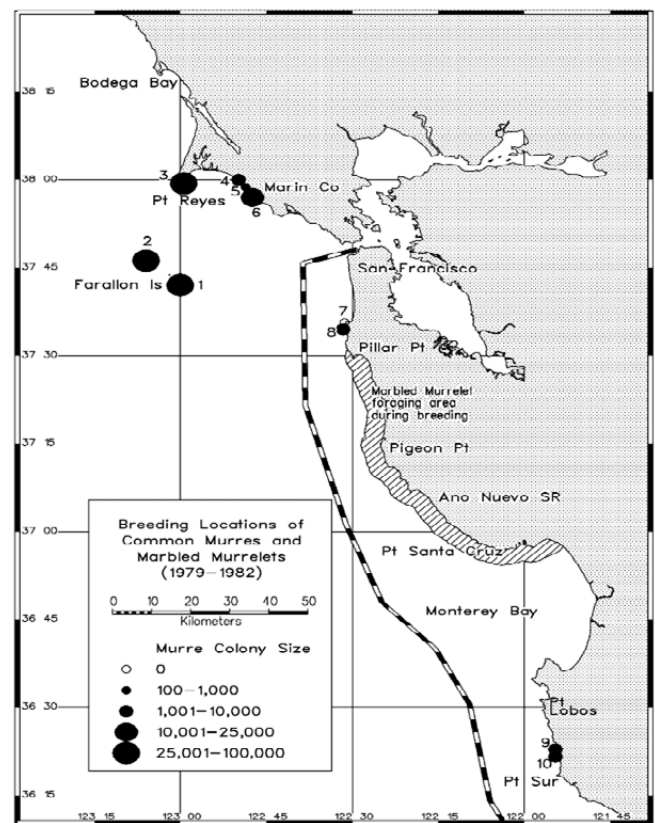 Bodega Bay
38 15
38 00
3
4
5
Marin Co
6
Pt Reyes
2
37 45
San Francisco
Farallon Is
1
7
8
Pillar Pt
37 30
Marbled Murrelet
foraging area
during breeding
37 15
Pigeon Pt
Ano Nuevo SR
37 00
Pt Santa Cruz
Breeding Locations of
Common Murres and
Marbled Murrelets
(1979-1982)
0 10 20 30 40 50
Kilometers
Monterey Bay
36 45
Murre Colony Size
0
100-1,000
1,001-10,000
10,001-25,000
25,001-100,000
36 30
Pt
Lobos
9
10
Pt Sur
36 15
123 15
123 00
122 45
122 30
122 15
122 00
121 45